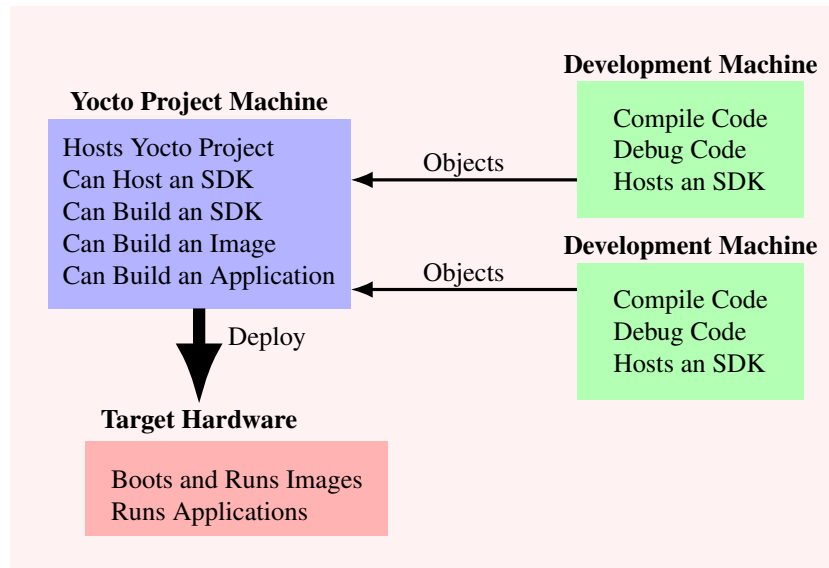 Yocto Project Machine
Hosts Yocto Project
Can Host an SDK
Can Build an SDK
Can Build an Image
Can Build an Application
Objects
Objects
Development Machine
Compile Code
Debug Code
Hosts an SDK
Development Machine
Compile Code
Debug Code
Hosts an SDK
Deploy
Target Hardware
Boots and Runs Images
Runs Applications